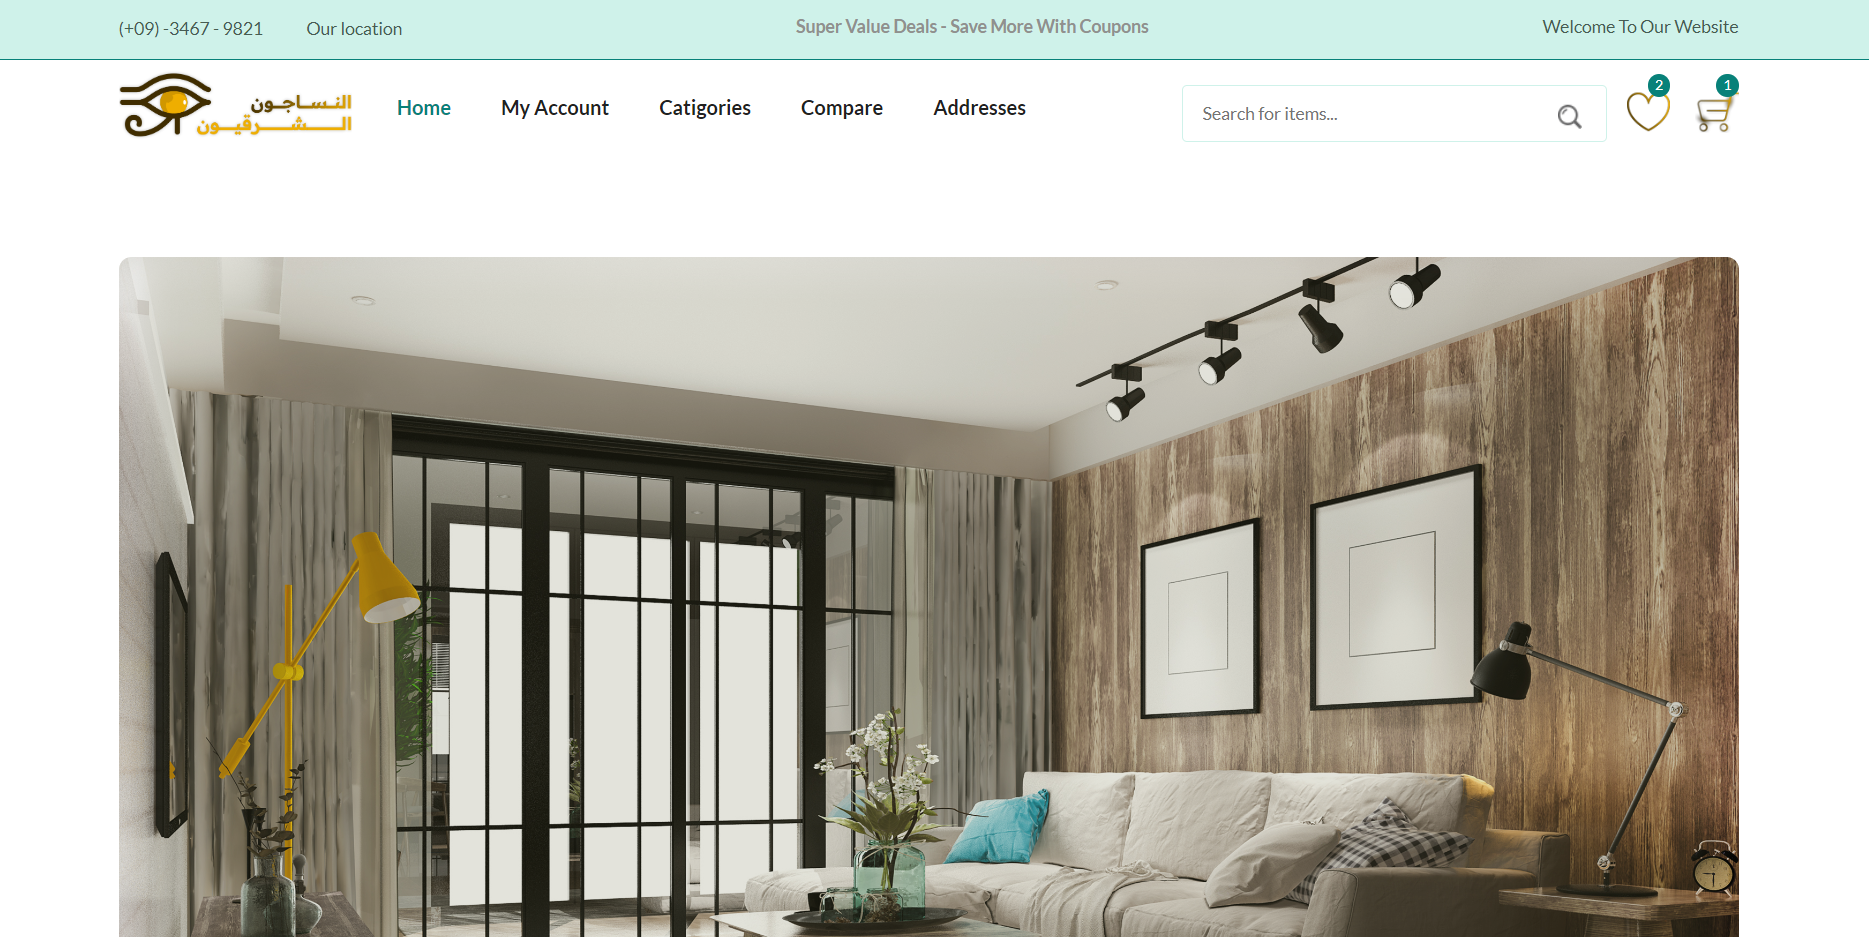 (+09) -3467 - 9821
Our location
Super Value Deals - Save More With Coupons
Welcome To Our Website
النساجون
الشرقيون
Home
My Account
Catigories
Compare
Addresses
Search for items...
2
1